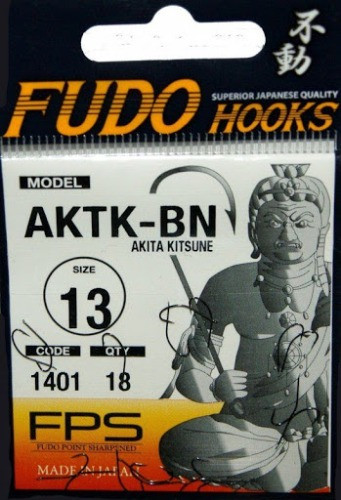 不動
SUPERIOR JAPANESE QUALITY
FUDO HOOKS
MODEL
AKTK-BN
AKITA KITSUNE
SIZE
13
CODE
QTY
1401
18
FPS
FUDO POINT SHARPENED
MADE IN JAPAN